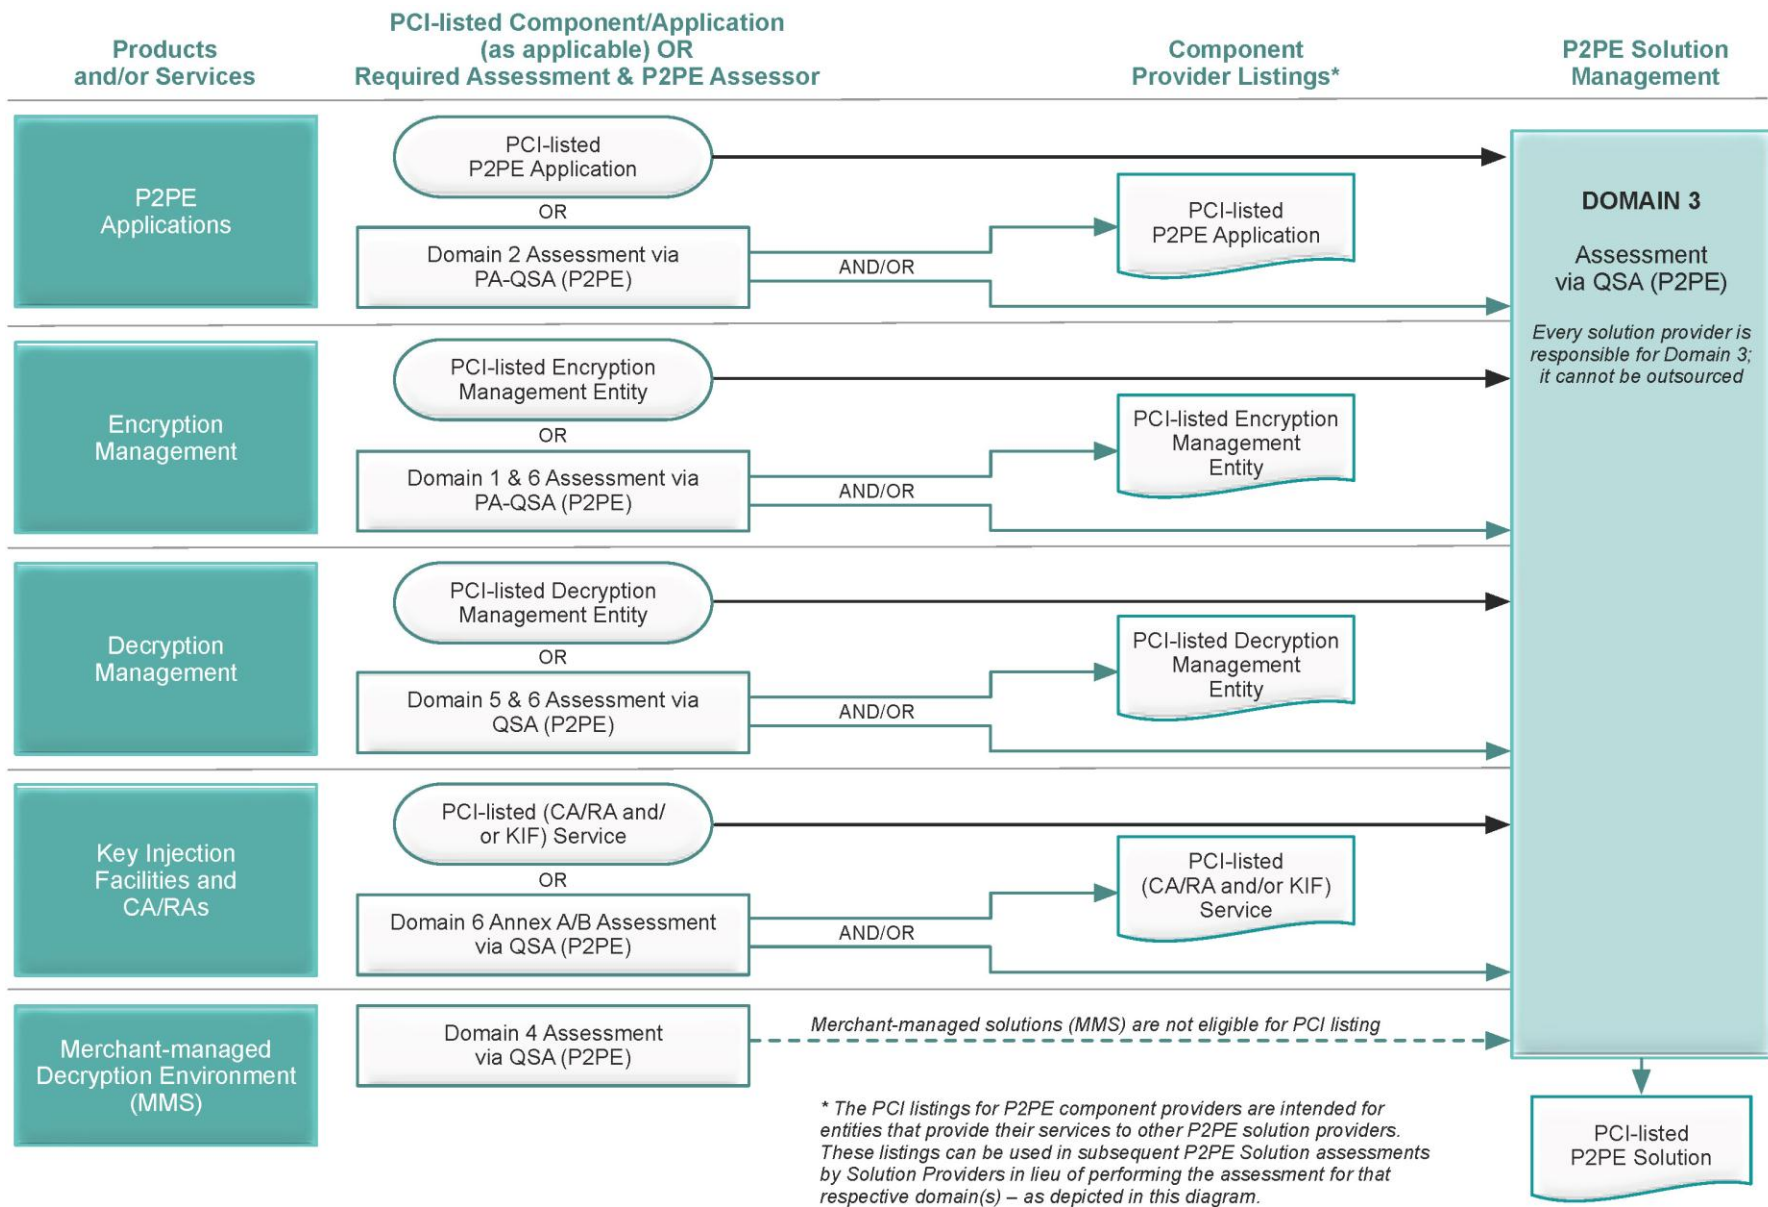 Products
and/or Services
PCI-listed Component/Application
(as applicable) OR
Required Assessment & P2PE Assessor
Component
Provider Listings*
P2PE Solution
Management
P2PE
Applications
PCI-listed
P2PE Application
OR
Domain 2 Assessment via
PA-QSA (P2PE)
AND/OR
PCI-listed
P2PE Application
DOMAIN 3
Assessment
via QSA (P2PE)
Every solution provider is
responsible for Domain 3;
it cannot be outsourced
Encryption
Management
PCI-listed Encryption
Management Entity
OR
Domain 1 & 6 Assessment via
PA-QSA (P2PE)
AND/OR
PCI-listed Encryption
Management
Entity
Decryption
Management
PCI-listed Decryption
Management Entity
OR
Domain 5 & 6 Assessment via
QSA (P2PE)
AND/OR
PCI-listed Decryption
Management
Entity
Key Injection
Facilities and
CA/RAs
PCI-listed (CA/RA and/
or KIF) Service
OR
Domain 6 Annex A/B Assessment
via QSA (P2PE)
AND/OR
PCI-listed
(CA/RA and/or KIF)
Service
Merchant-managed
Decryption Environment
(MMS)
Domain 4 Assessment
via QSA (P2PE)
Merchant-managed solutions (MMS) are not eligible for PCI listing
* The PCI listings for P2PE component providers are intended for
entities that provide their services to other P2PE solution providers.
These listings can be used in subsequent P2PE Solution assessments
by Solution Providers in lieu of performing the assessment for that
respective domain(s) – as depicted in this diagram.
PCI-listed
P2PE Solution